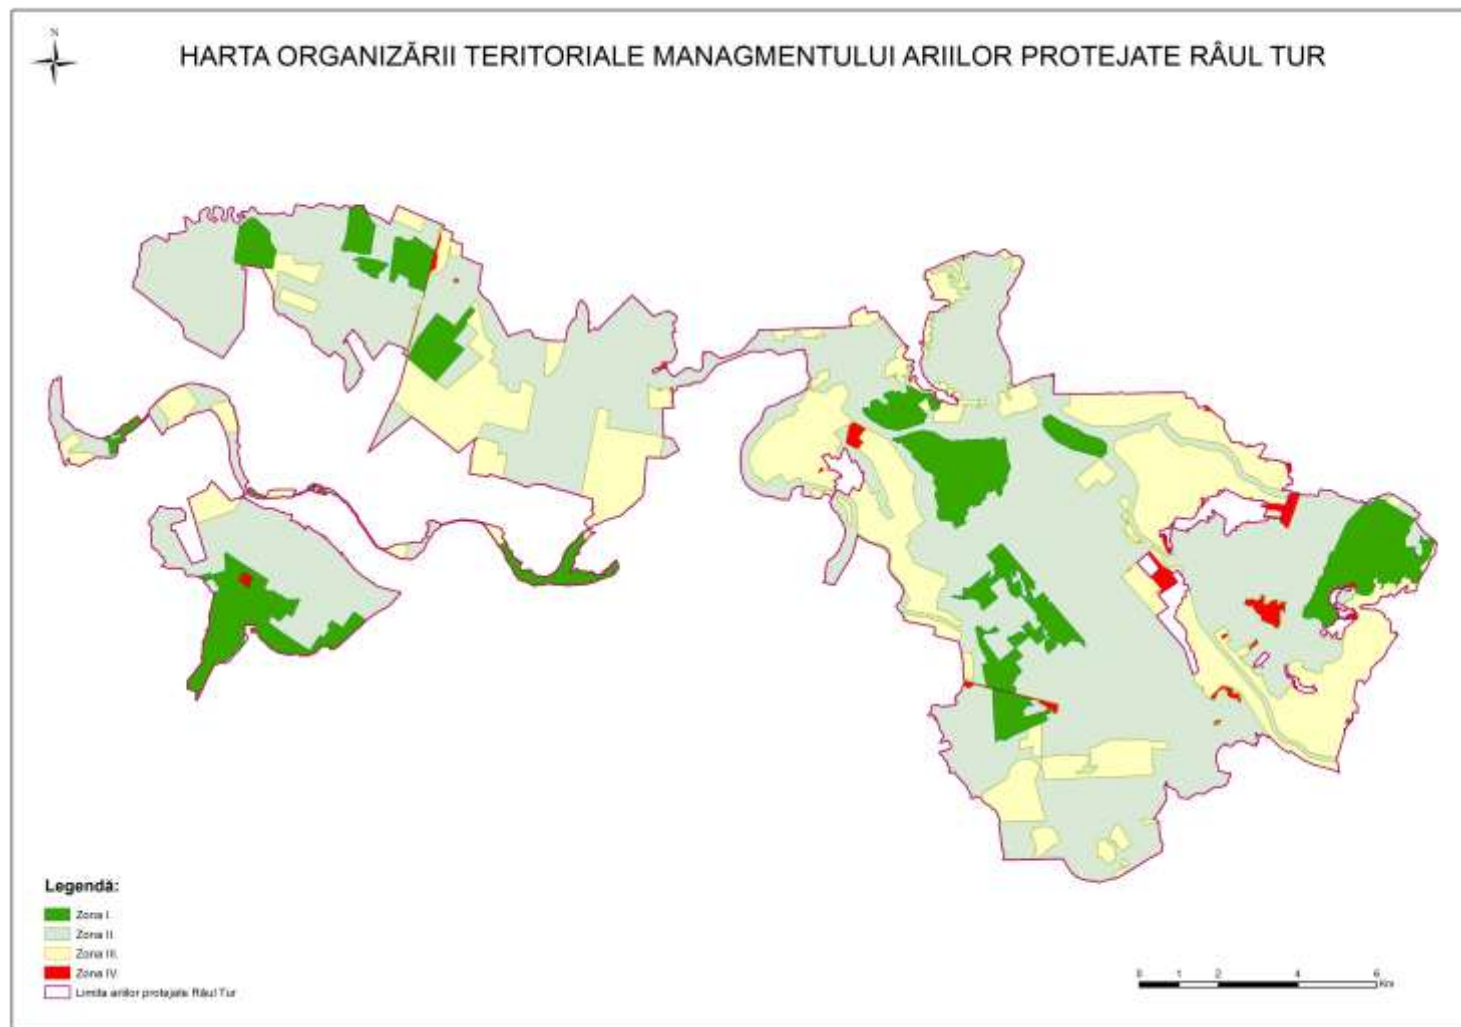 N
HARTA ORGANIZĂRII TERITORIALE MANAGMENTULUI ARIILOR PROTEJATE RÂUL TUR
Legendă:
Zona I.
Zona II.
Zona III.
Zona IV.
Limita ariilor protejate Râul Tur
0 1 2 4 6
Km